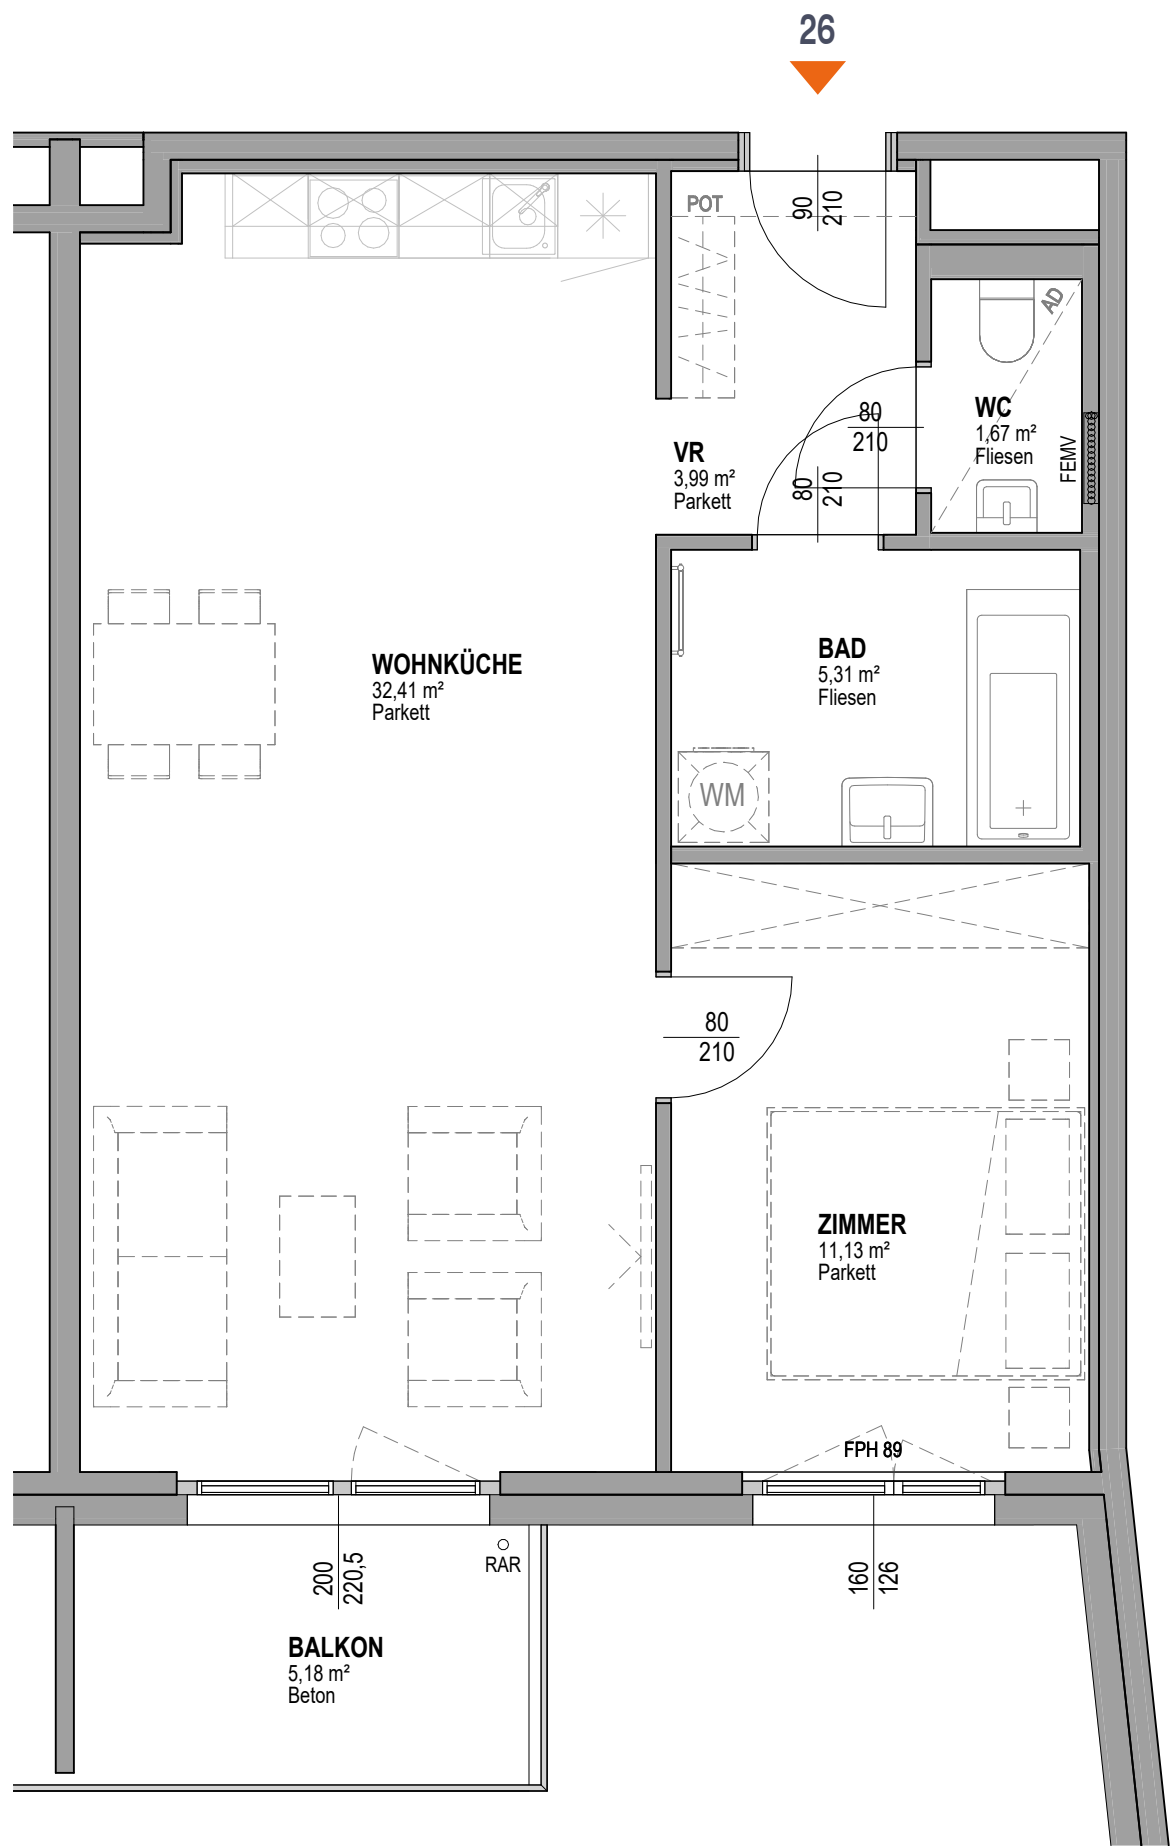 26
POT
90
210
AD
WC
1,67 m²
Fliesen
FEMV
80
210
VR
3,99 m²
Parkett
80
210
WOHNKÜCHE
32,41 m²
Parkett
BAD
5,31 m²
Fliesen
WM
80
210
ZIMMER
11,13 m²
Parkett
FPH 89
200
220,5
RAR
160
126
BALKON
5,18 m²
Beton